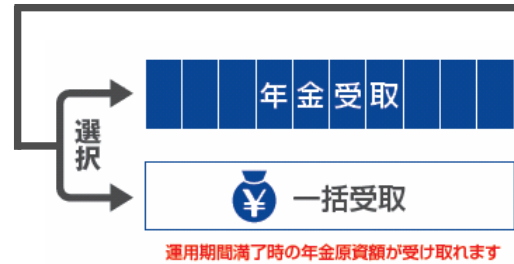 年金受取
選択
¥ 一括受取
運用期間満了時の年金原資額が受け取れます